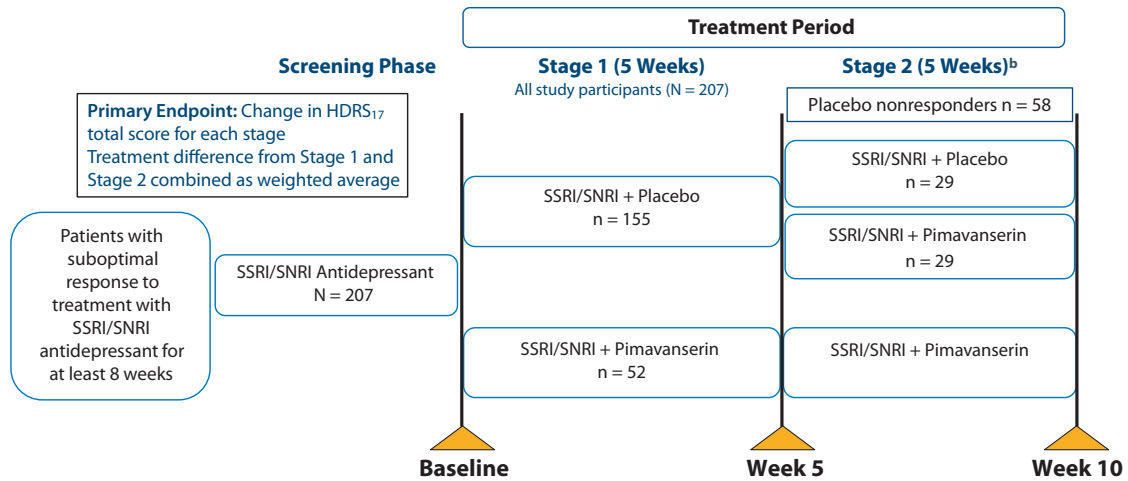 Treatment Period
Screening Phase
Stage 1 (5 Weeks)
All study participants (N = 207)
Stage 2 (5 Weeks)b
Placebo nonresponders n = 58
Primary Endpoint: Change in HDRS17
total score for each stage
Treatment difference from Stage 1 and
Stage 2 combined as weighted average
Patients with
suboptimal
response to
treatment with
SSRI/SNRI
antidepressant for
at least 8 weeks
SSRI/SNRI Antidepressant
N = 207
SSRI/SNRI + Placebo
n = 155
SSRI/SNRI + Pimavanserin
n = 52
SSRI/SNRI + Placebo
n = 29
SSRI/SNRI + Pimavanserin
n = 29
SSRI/SNRI + Pimavanserin
Baseline
Week 5
Week 10